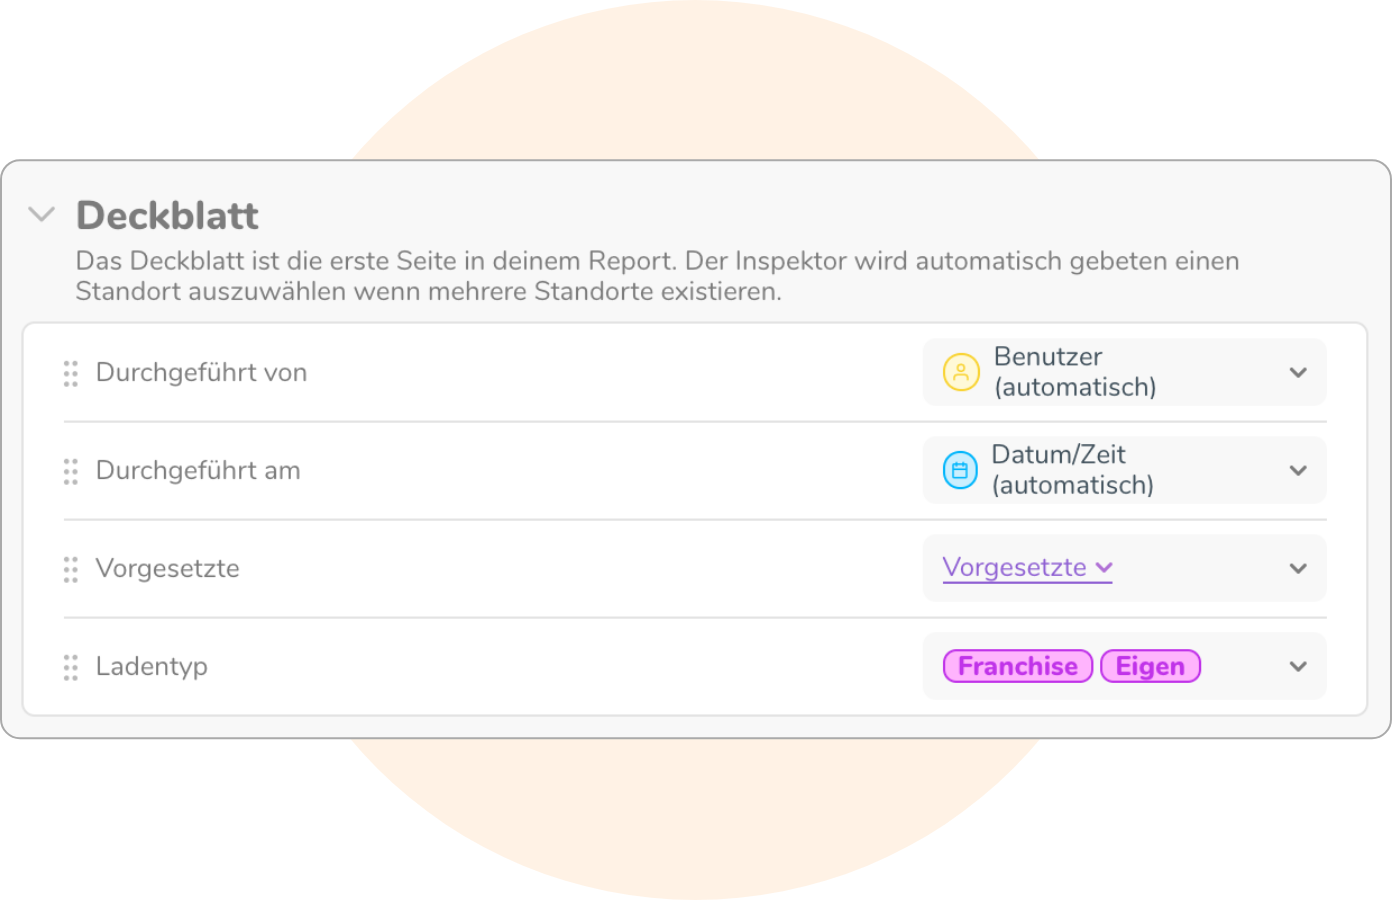 Deckblatt
Das Deckblatt ist die erste Seite in deinem Report. Der Inspektor wird automatisch gebeten einen
Standort auszuwählen wenn mehrere Standorte existieren.
Durchgeführt von
Benutzer
(automatisch)
Durchgeführt am
Datum/Zeit
(automatisch)
Vorgesetzte
Vorgesetzte
Ladentyp
Franchise Eigen